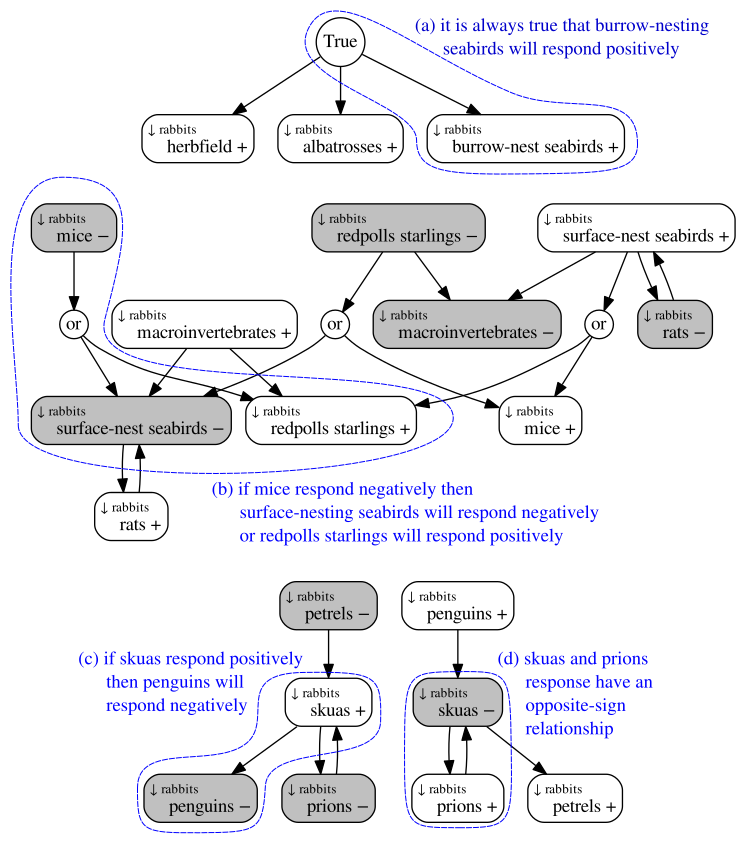 True
(a) it is always true that burrow-nesting
seabirds will respond positively
↓ rabbits
herbfield +
↓ rabbits
albatrosses +
↓ rabbits
burrow-nest seabirds +
↓ rabbits
mice −
↓ rabbits
redpolls starlings −
↓ rabbits
surface-nest seabirds +
or
↓ rabbits
macroinvertebrates +
or
↓ rabbits
macroinvertebrates −
or
↓ rabbits
rats −
↓ rabbits
surface-nest seabirds −
↓ rabbits
redpolls starlings +
↓ rabbits
mice +
↓ rabbits
rats +
(b) if mice respond negatively then
surface-nesting seabirds will respond negatively
or redpolls starlings will respond positively
↓ rabbits
petrels −
↓ rabbits
penguins +
(c) if skuas respond positively
then penguins will
respond negatively
↓ rabbits
skuas +
↓ rabbits
skuas −
(d) skuas and prions
response have an
opposite-sign
relationship
↓ rabbits
penguins −
↓ rabbits
prions −
↓ rabbits
prions +
↓ rabbits
petrels +